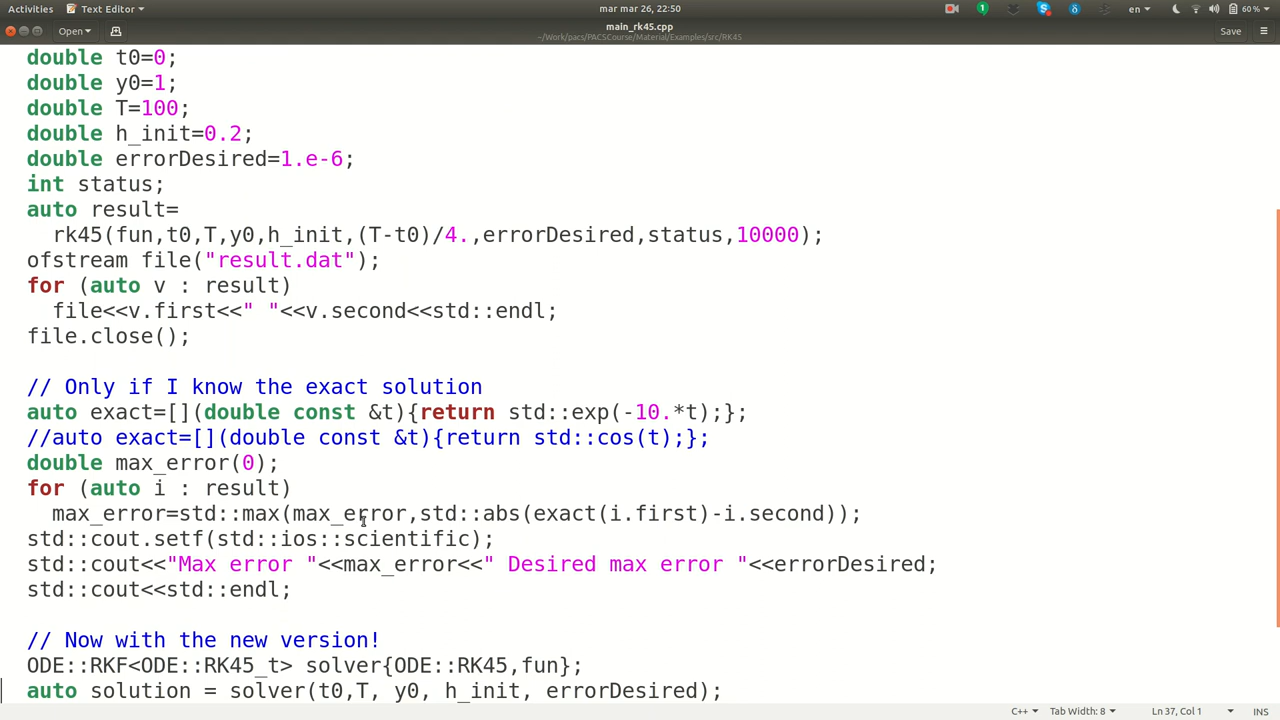 Activities Text Editor mar mar 26, 22:50 1 en 60 %
Open main_rk45.cpp Save
~/Work/pacs/PACSCourse/Material/Examples/src/RK45
double t0=0;
double y0=1;
double T=100;
double h_init=0.2;
double errorDesired=1.e-6;
int status;
auto result=
rk45(fun,t0,T,y0,h_init,(T-t0)/4.,errorDesired,status,10000);
ofstream file("result.dat");
for (auto v : result)
file<<v.first<<" "<<v.second<<std::endl;
file.close();
// Only if I know the exact solution
auto exact=[](double const &t){return std::exp(-10.*t);};
//auto exact=[](double const &t){return std::cos(t);};
double max_error(0);
for (auto i : result)
max_error=std::max(max_error,std::abs(exact(i.first)-i.second));
std::cout.setf(std::ios::scientific);
std::cout<<"Max error "<<max_error<<" Desired max error "<<errorDesired;
std::cout<<std::endl;
// Now with the new version!
ODE::RKF<ODE::RK45_t> solver{ODE::RK45,fun};
auto solution = solver(t0,T, y0, h_init, errorDesired);
C++ Tab Width: 8 Ln 37, Col 1 INS